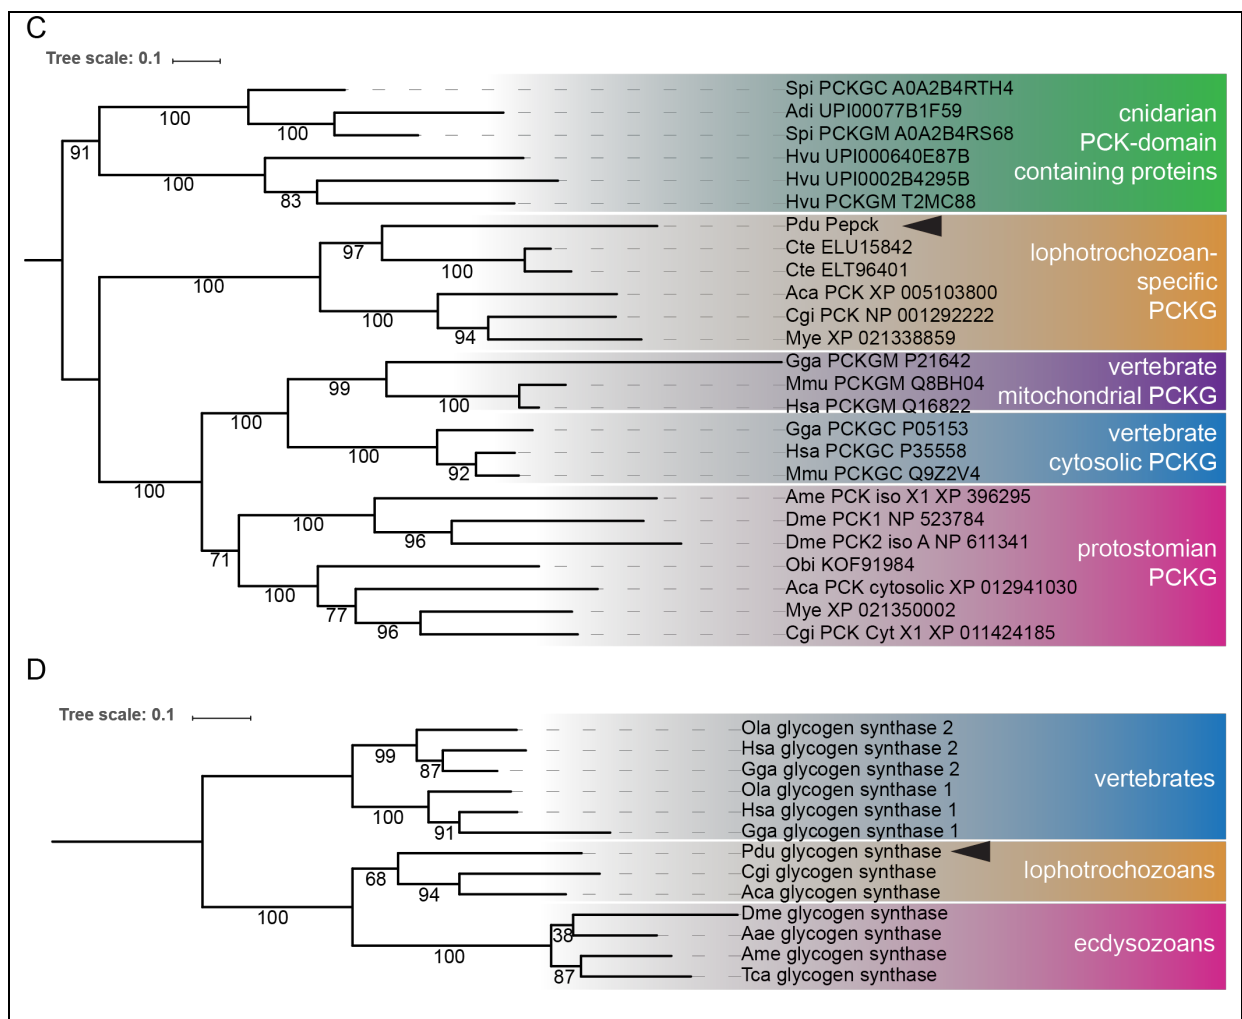 C
Tree scale: 0.1
Spi PCKGC A0A2B4RTH4
Adi UPI00077B1F59
Spi PCKGM A0A2B4RS68
Hvu UPI000640E87B
Hvu UPI0002B4295B
Hvu PCKGM T2MC88
cnidarian
PCK-domain
containing proteins
100
100
91
100
83
Pdu Pepck
Cte ELU15842
Cte ELT96401
Aca PCK XP 005103800
Cgi PCK NP 001292222
Mye XP 021338859
lophotrochozoan-
specific
PCKG
97
100
100
100
94
Gga PCKGM P21642
Mmu PCKGM Q8BH04
Hsa PCKGM Q16822
vertebrate
mitochondrial PCKG
99
100
100
Gga PCKGC P05153
Hsa PCKGC P35558
Mmu PCKGC Q9Z2V4
vertebrate
cytosolic PCKG
100
92
100
Ame PCK iso X1 XP 396295
Dme PCK1 NP 523784
Dme PCK2 iso A NP 611341
Obi KOF91984
Aca PCK cytosolic XP 012941030
Mye XP 021350002
Cgi PCK Cyt X1 XP 011424185
protostomian
PCKG
100
96
71
100
77
96
D
Tree scale: 0.1
Ola glycogen synthase 2
Hsa glycogen synthase 2
Gga glycogen synthase 2
Ola glycogen synthase 1
Hsa glycogen synthase 1
Gga glycogen synthase 1
vertebrates
99
87
100
91
Pdu glycogen synthase
Cgi glycogen synthase
Aca glycogen synthase
lophotrochozoans
68
94
100
Dme glycogen synthase
Aae glycogen synthase
Ame glycogen synthase
Tca glycogen synthase
ecdysozoans
38
100
87